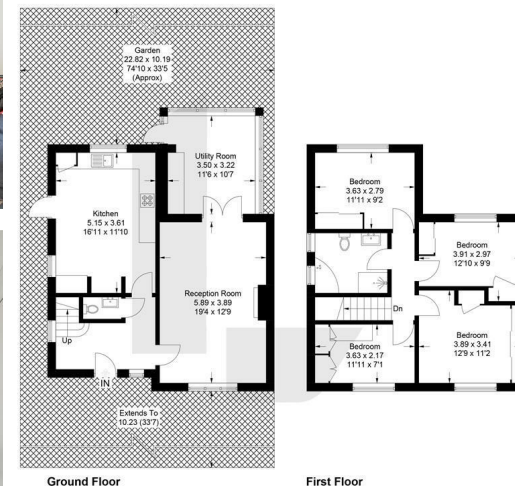 Garden
22.82 x 10.19
74'10 x 33'5
(Approx)
Utility Room
3.50 x 3.22
11'6 x 10'7
Kitchen
5.15 x 3.61
16'11 x 11'10
Reception Room
5.89 x 3.89
19'4 x 12'9
Up
IN
Extends To
10.23 (33'7)
Ground Floor
Bedroom
3.63 x 2.79
11'11 x 9'2
Bedroom
3.91 x 2.97
12'10 x 9'9
Dn
Bedroom
3.63 x 2.17
11'11 x 7'1
Bedroom
3.89 x 3.41
12'9 x 11'2
First Floor